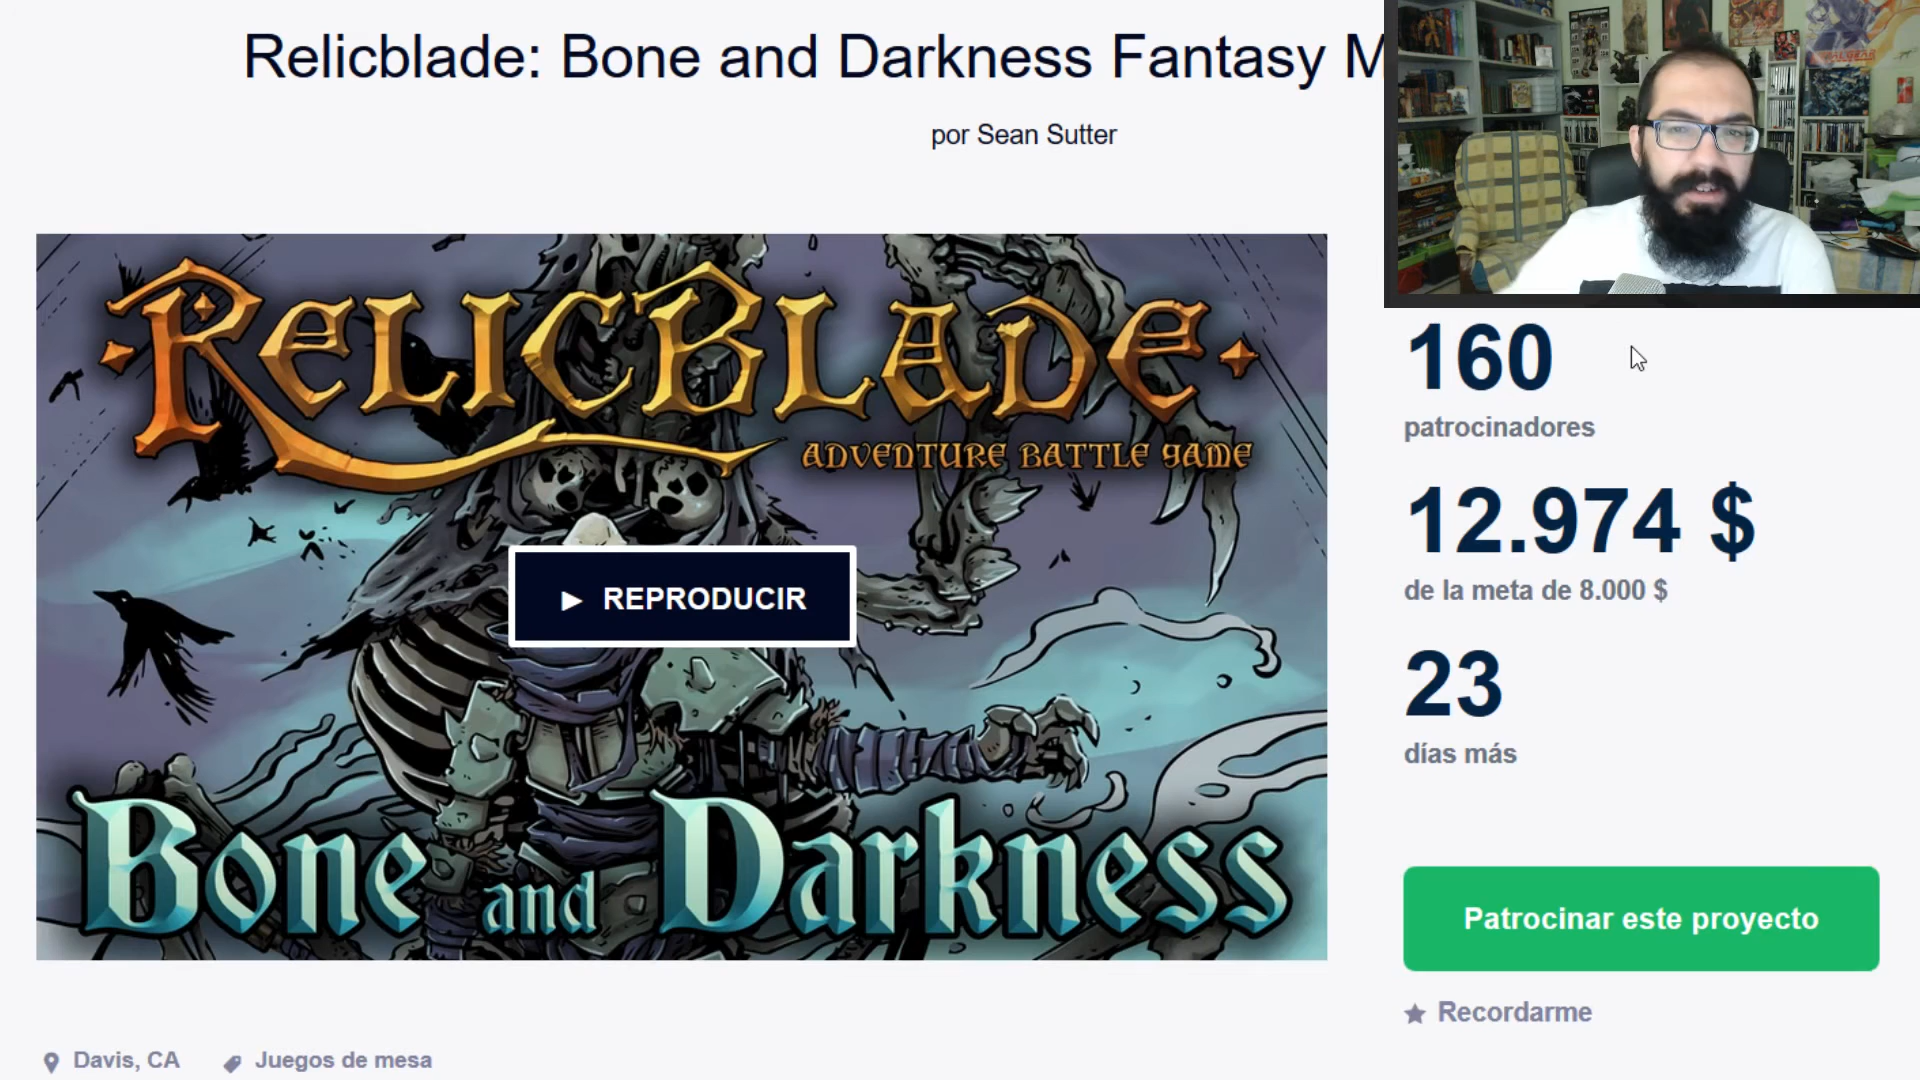 Relicblade: Bone and Darkness Fantasy M
por Sean Sutter
RELICBLADE
ADVENTURE BATTLE GAME
REPRODUCIR
Bone and Darkness
160
patrocinadores
12.974 $
de la meta de 8.000 $
23
días más
Patrocinar este proyecto
Recordarme
Davis, CA
Juegos de mesa